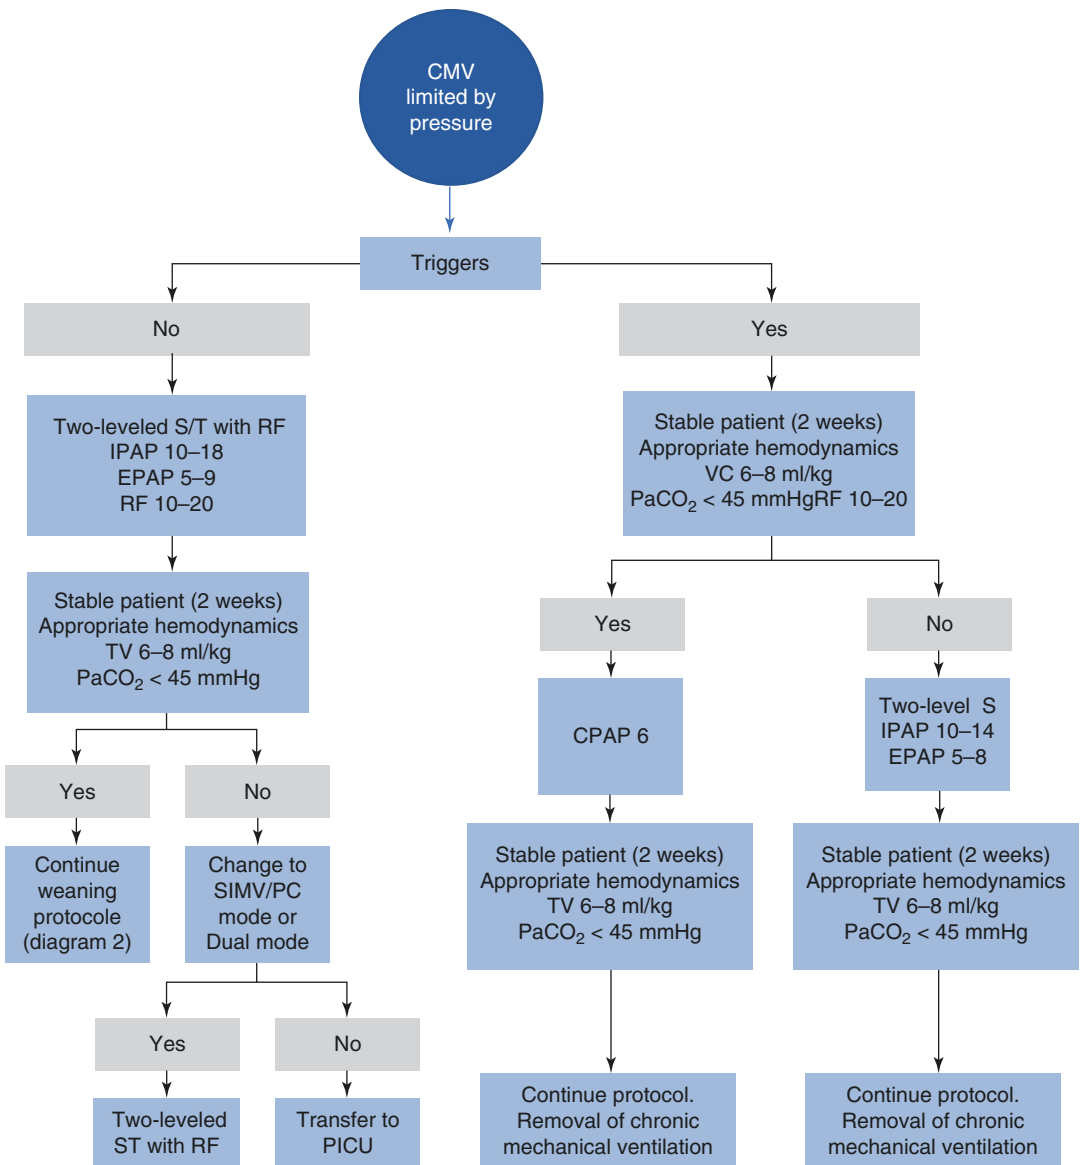 CMV
limited by
pressure
Triggers
No
Yes
Two-leveled S/T with RF
IPAP 10–18
EPAP 5–9
RF 10–20
Stable patient (2 weeks)
Appropriate hemodynamics
VC 6–8 ml/kg
PaCO₂ < 45 mmHgRF 10–20
Stable patient (2 weeks)
Appropriate hemodynamics
TV 6–8 ml/kg
PaCO₂ < 45 mmHg
Yes
No
Yes
No
CPAP 6
Two-level S
IPAP 10–14
EPAP 5–8
Continue
weaning
protocole
(diagram 2)
Change to
SIMV/PC
mode or
Dual mode
Stable patient (2 weeks)
Appropriate hemodynamics
TV 6–8 ml/kg
PaCO₂ < 45 mmHg
Stable patient (2 weeks)
Appropriate hemodynamics
TV 6–8 ml/kg
PaCO₂ < 45 mmHg
Yes
No
Two-leveled
ST with RF
Transfer to
PICU
Continue protocol.
Removal of chronic
mechanical ventilation
Continue protocol.
Removal of chronic
mechanical ventilation